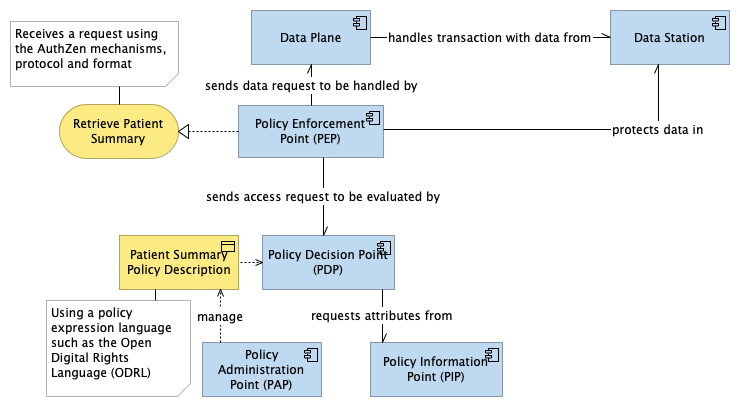 Receives a request using
the AuthZen mechanisms,
protocol and format
Data Plane
handles transaction with data from
Data Station
sends data request to be handled by
Retrieve Patient
Summary
Policy Enforcement
Point (PEP)
protects data in
sends access request to be evaluated by
Patient Summary
Policy Description
Policy Decision Point
(PDP)
Using a policy
expression language
such as the Open
Digital Rights
Language (ODRL)
manage
requests attributes from
Policy
Administration
Point (PAP)
Policy Information
Point (PIP)